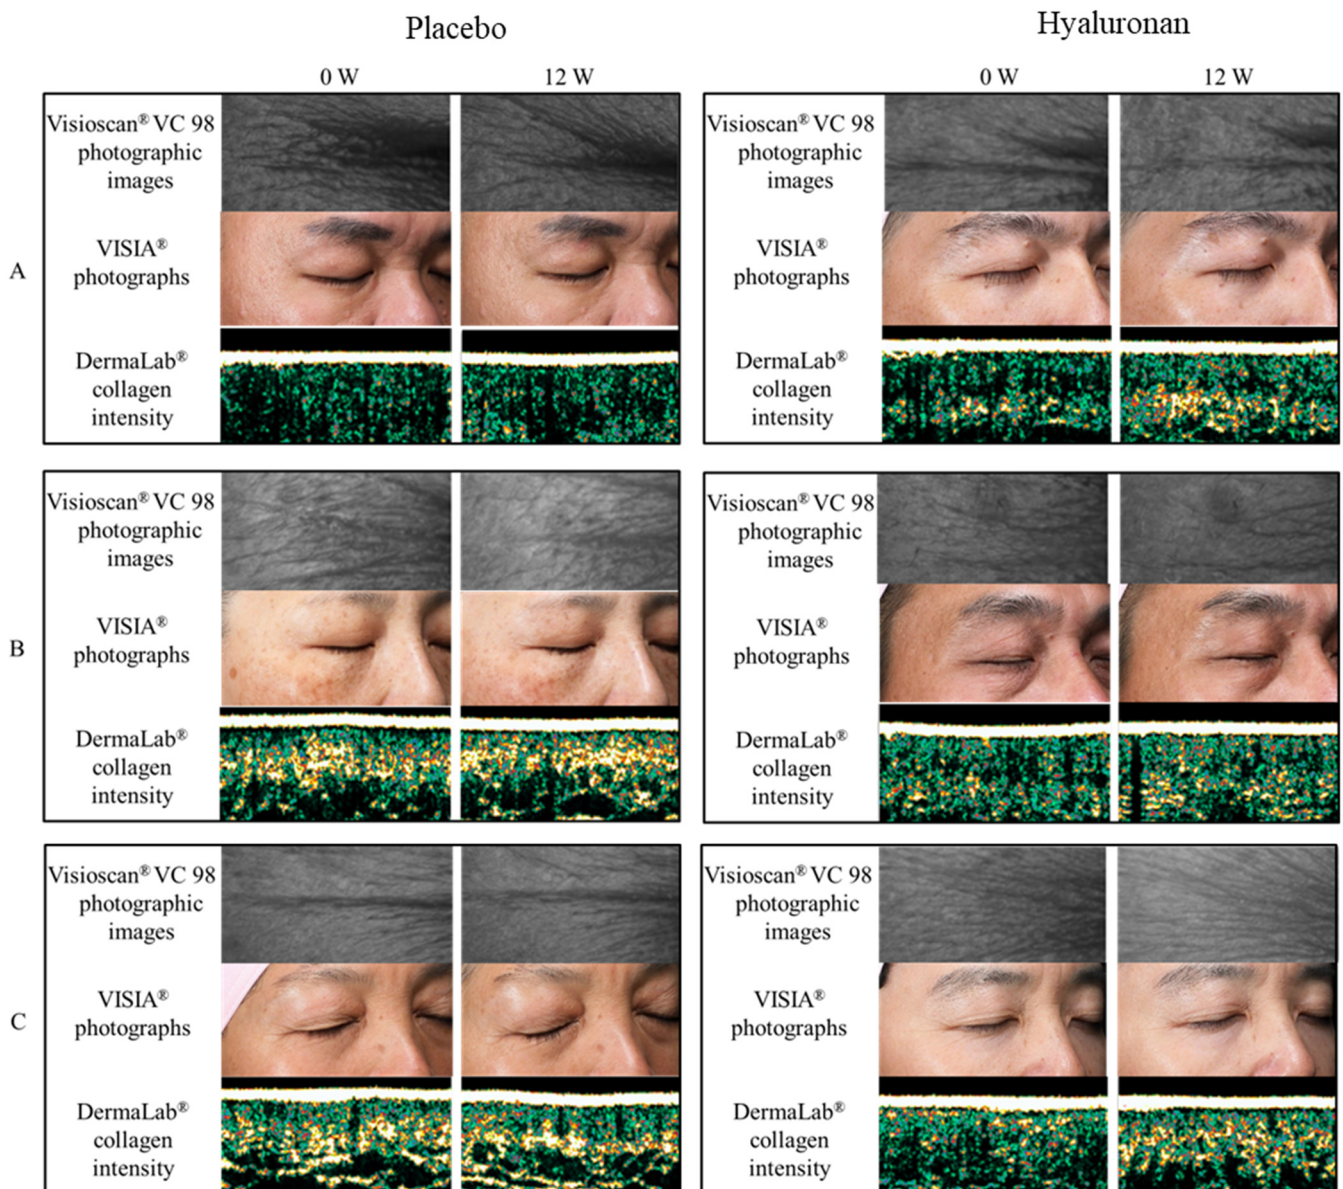 Placebo
Hyaluronan
0 W
12 W
0 W
12 W
A
Visioscan® VC 98
photographic
images
VISIA®
photographs
DermaLab®
collagen
intensity
Visioscan® VC 98
photographic
images
VISIA®
photographs
DermaLab®
collagen
intensity
B
Visioscan® VC 98
photographic
images
VISIA®
photographs
DermaLab®
collagen
intensity
Visioscan® VC 98
photographic
images
VISIA®
photographs
DermaLab®
collagen
intensity
C
Visioscan® VC 98
photographic
images
VISIA®
photographs
DermaLab®
collagen
intensity
Visioscan® VC 98
photographic
images
VISIA®
photographs
DermaLab®
collagen
intensity